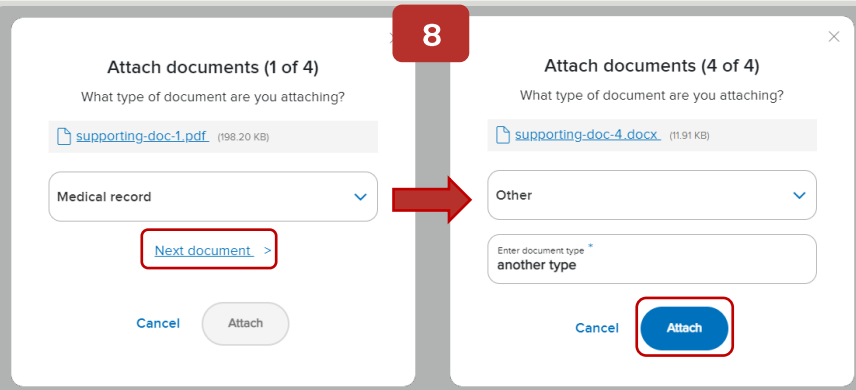 8
Attach documents (1 of 4)
What type of document are you attaching?
supporting-doc-1.pdf (198.20 KB)
Medical record
Next document >
Cancel Attach
Attach documents (4 of 4)
What type of document are you attaching?
supporting-doc-4.docx (11.91 KB)
Other
Enter document type *
another type
Cancel Attach